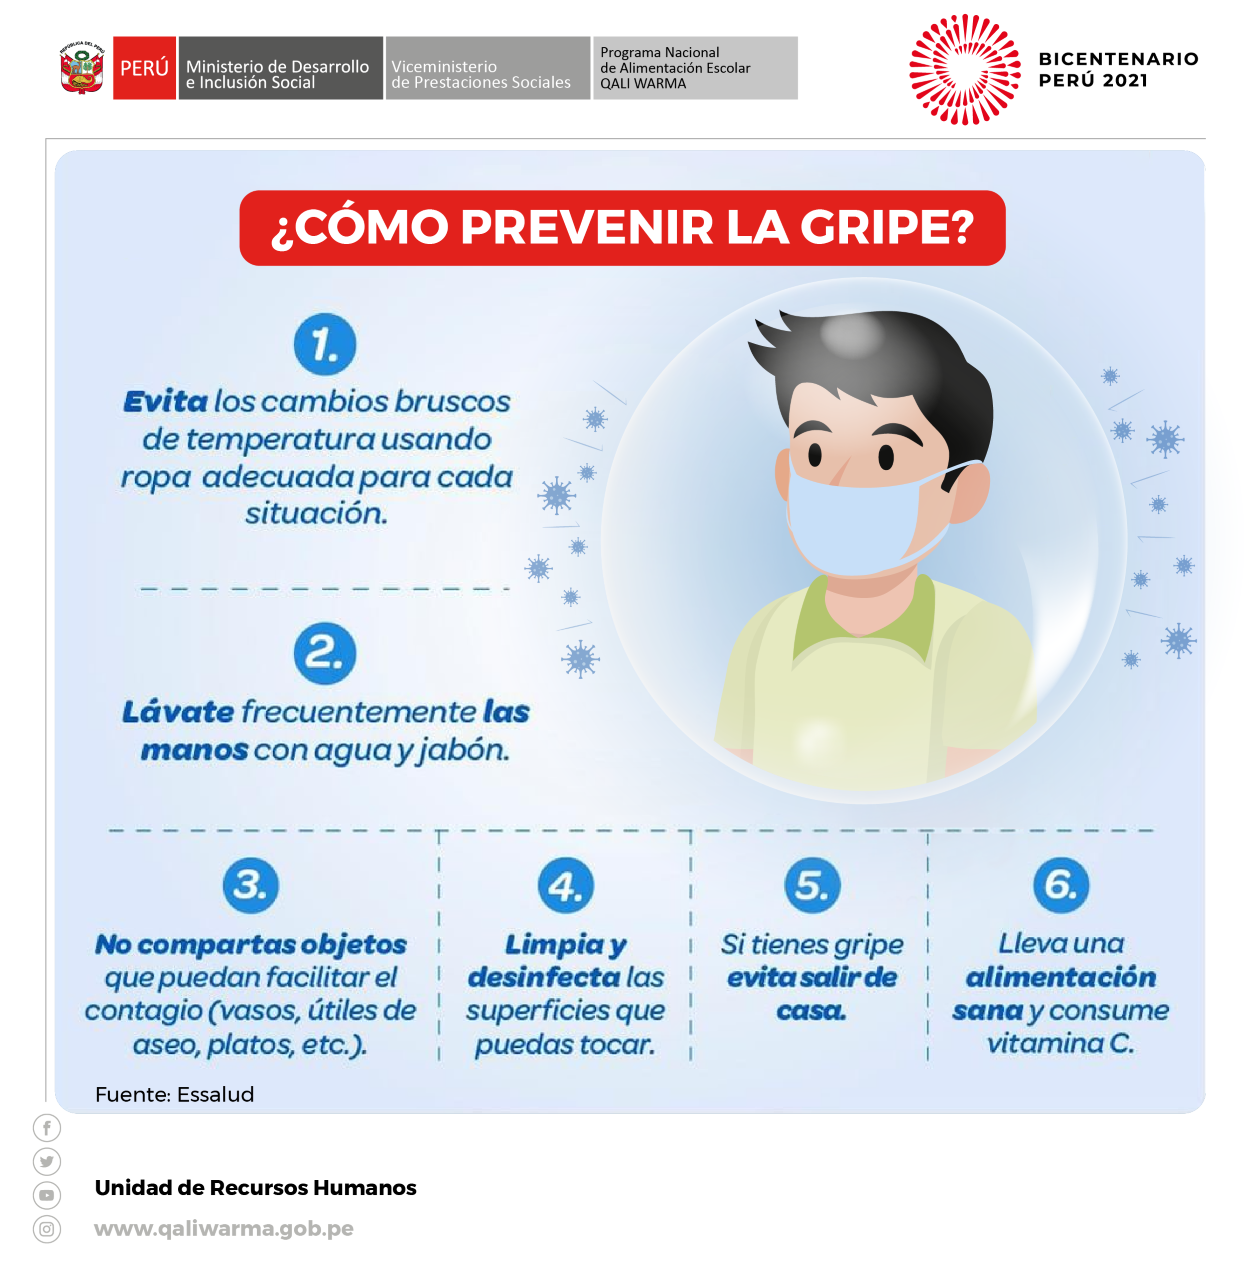 REPÚBLICA DEL PERÚ
PERÚ
Ministerio de Desarrollo
e Inclusión Social
Viceministerio
de Prestaciones Sociales
Programa Nacional
de Alimentación Escolar
QALI WARMA
BICENTENARIO
PERÚ 2021
¿CÓMO PREVENIR LA GRIPE?
1.
Evita los cambios bruscos
de temperatura usando
ropa adecuada para cada
situación.
2.
Lávate frecuentemente las
manos con agua y jabón.
3.
No compartas objetos
que puedan facilitar el
contagio (vasos, útiles de
aseo, platos, etc.).
4.
Limpia y
desinfecta las
superficies que
puedas tocar.
5.
Si tienes gripe
evita salir de
casa.
6.
Lleva una
alimentación
sana y consume
vitamina C.
Fuente: Essalud
Unidad de Recursos Humanos
www.qaliwarma.gob.pe